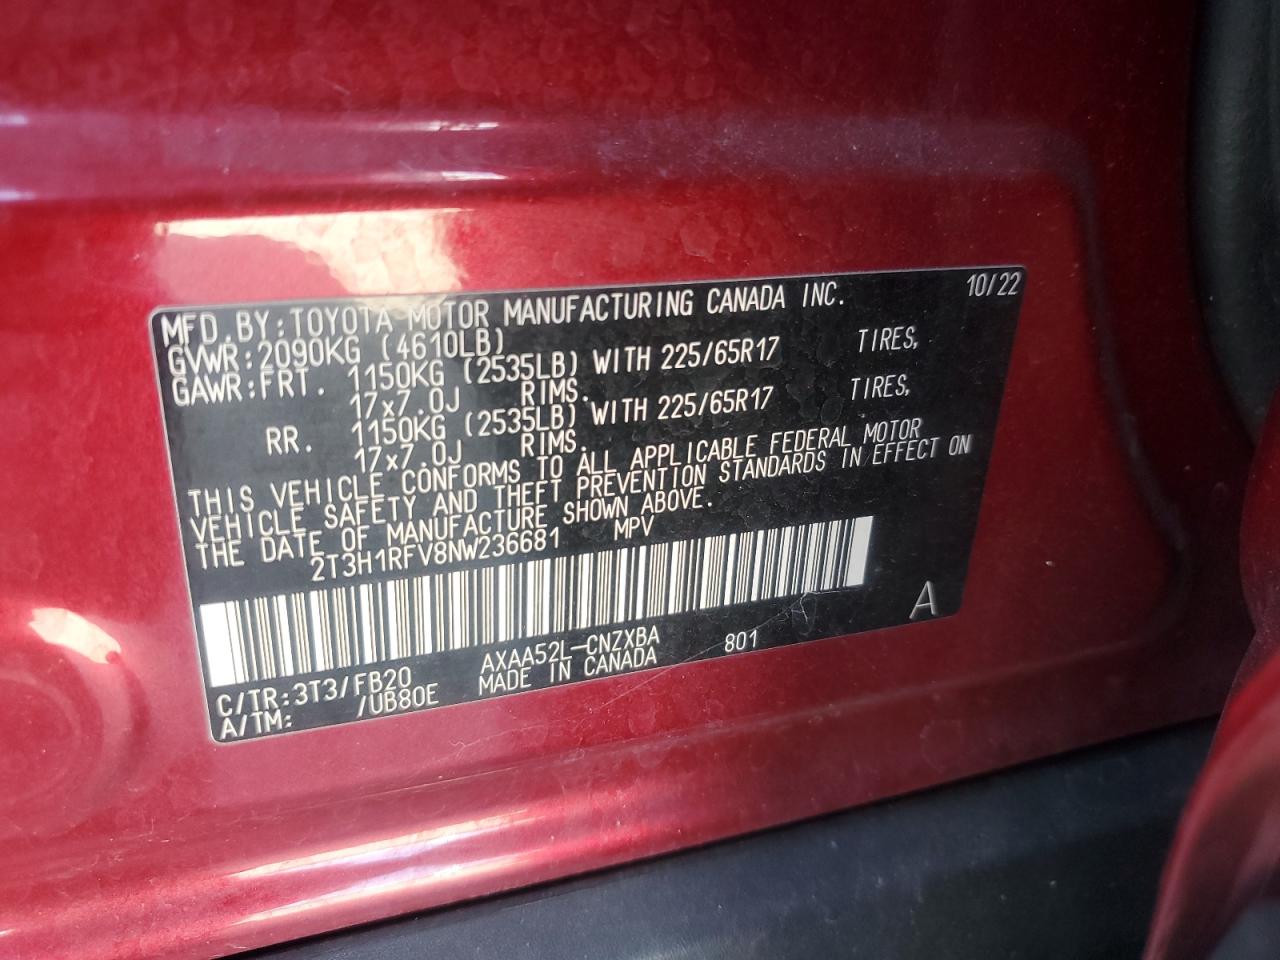 MFD.BY:TOYOTA MOTOR MANUFACTURING CANADA INC. 10/22
GVWR:2090KG (4610LB)
GAWR:FRT. 1150KG (2535LB) WITH 225/65R17 TIRES,
17x7.0J RIMS.
RR. 1150KG (2535LB) WITH 225/65R17 TIRES,
17x7.0J RIMS.
THIS VEHICLE CONFORMS TO ALL APPLICABLE FEDERAL MOTOR
VEHICLE SAFETY AND THEFT PREVENTION STANDARDS IN EFFECT ON
THE DATE OF MANUFACTURE SHOWN ABOVE.
2T3H1RFV8NW236681 MPV
A
C/TR:3T3/FB20 AXAA52L-CNZXBA 801
A/TM: /UB80E MADE IN CANADA